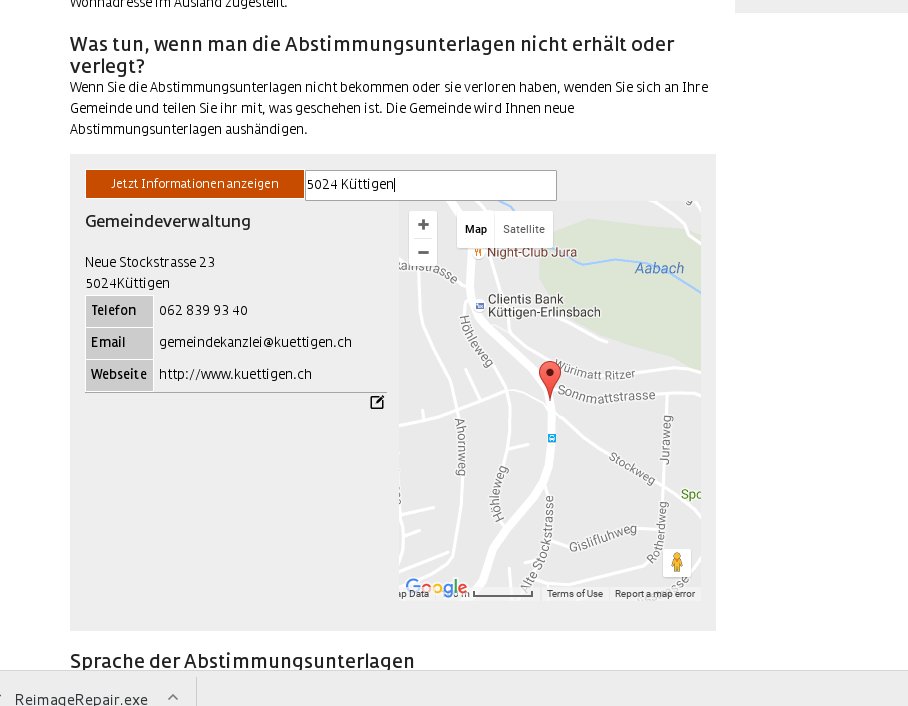 Wohnadresse im Ausland zugestellt.
Was tun, wenn man die Abstimmungsunterlagen nicht erhält oder
verlegt?
Wenn Sie die Abstimmungsunterlagen nicht bekommen oder sie verloren haben, wenden Sie sich an Ihre
Gemeinde und teilen Sie ihr mit, was geschehen ist. Die Gemeinde wird Ihnen neue
Abstimmungsunterlagen aushändigen.
Jetzt Informationen anzeigen
5024 Küttigen
Gemeindeverwaltung
Neue Stockstrasse 23
5024Küttigen
Telefon 062 839 93 40
Email gemeindekanzlei@kuettigen.ch
Webseite http://www.kuettigen.ch
+
−
Map Satellite
Night-Club Jura
Aabach
Clientis Bank
Küttigen-Erlinsbach
Höhleweg
Würimatt Ritzer
Sonnmattstrasse
Ahornweg
Juraweg
Stockweg
Höhleweg
Rotherdweg
Gislifluhweg
Alte Stockstrasse
Google
Terms of Use
Report a map error
Sprache der Abstimmungsunterlagen
ReimageRepair.exe